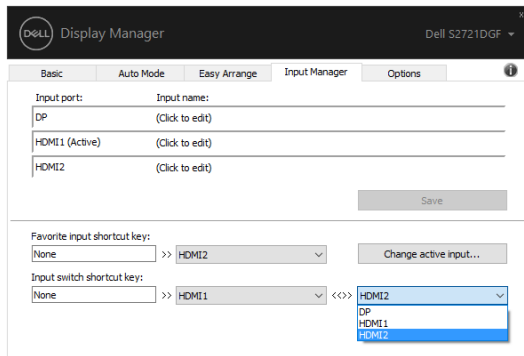 DELL Display Manager Dell S2721DGF
Basic Auto Mode Easy Arrange Input Manager Options
Input port: Input name:
DP (Click to edit)
HDMI1 (Active) (Click to edit)
HDMI2 (Click to edit)
Save
Favorite input shortcut key:
None >> HDMI2 Change active input...
Input switch shortcut key:
None >> HDMI1 <<>> HDMI2
DP
HDMI1
HDMI2